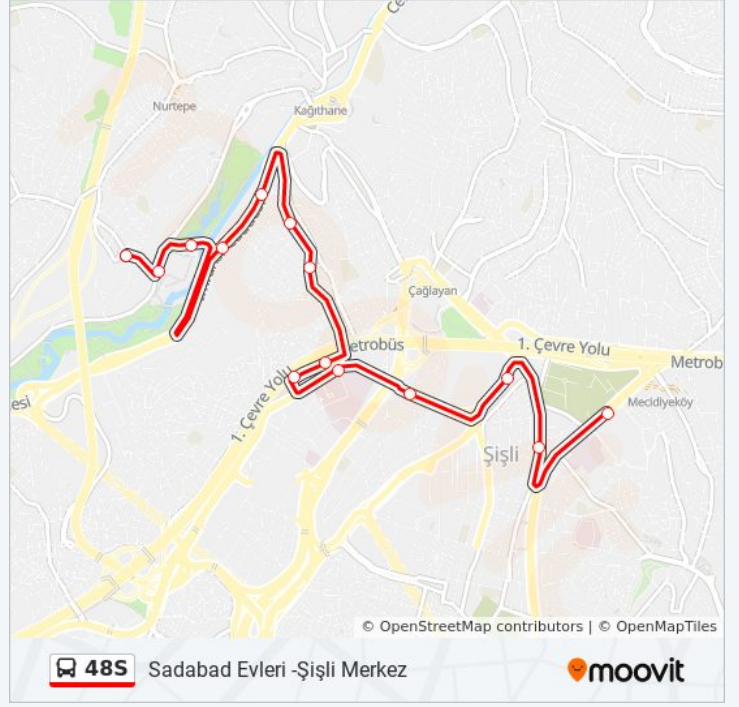 Nurtepe
Kağıthane
Çağlayan
etrobüs
1. Çevre Yolu
Metrob
1. Çevre Yolu
esi
Mecidiyeköy
Şişli
© OpenStreetMap contributors | © OpenMapTiles
48S Sadabad Evleri -Şişli Merkez moovit